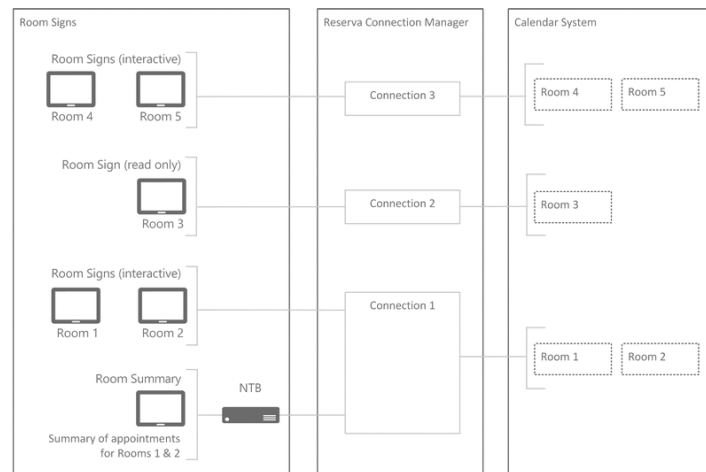 Room Signs
Reserva Connection Manager
Calendar System
Room Signs (interactive)
Room 4
Room 5
Connection 3
Room 4
Room 5
Room Sign (read only)
Room 3
Connection 2
Room 3
Room Signs (interactive)
Room 1
Room 2
Connection 1
Room 1
Room 2
Room Summary
NTB
Summary of appointments
for Rooms 1 & 2